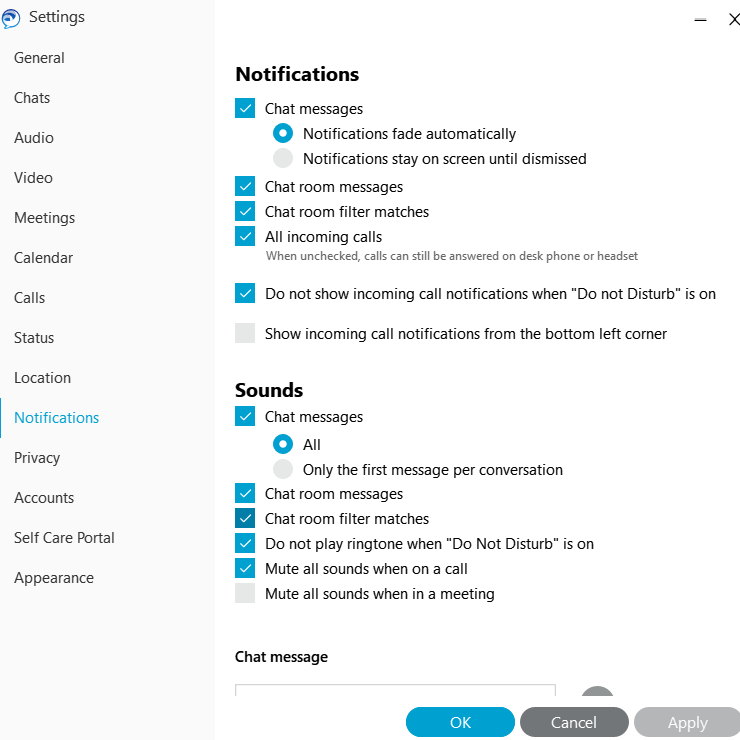 Settings
General
Chats
Audio
Video
Meetings
Calendar
Calls
Status
Location
Notifications
Privacy
Accounts
Self Care Portal
Appearance
Notifications
Chat messages
Notifications fade automatically
Notifications stay on screen until dismissed
Chat room messages
Chat room filter matches
All incoming calls
When unchecked, calls can still be answered on desk phone or headset
Do not show incoming call notifications when "Do not Disturb" is on
Show incoming call notifications from the bottom left corner
Sounds
Chat messages
All
Only the first message per conversation
Chat room messages
Chat room filter matches
Do not play ringtone when "Do Not Disturb" is on
Mute all sounds when on a call
Mute all sounds when in a meeting
Chat message
OK
Cancel
Apply